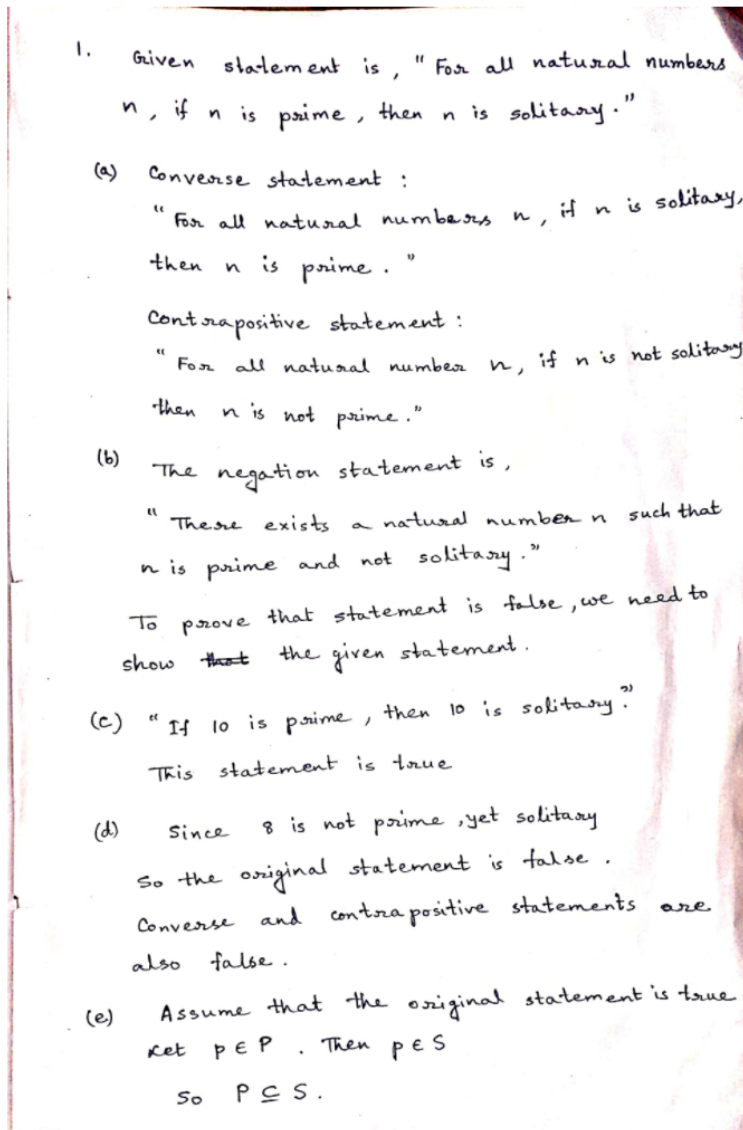 1. Given statement is, "For all natural numbers
n, if n is prime, then n is solitary."
(a) Converse statement :
"For all natural numbers n, if n is solitary,
then n is prime."
Contrapositive statement :
"For all natural number n, if n is not solitary
then n is not prime."
(b) The negation statement is,
"There exists a natural number n such that
n is prime and not solitary."
To prove that statement is false, we need to
show that the given statement.
(c) "If 10 is prime, then 10 is solitary."
This statement is true
(d) Since 8 is not prime, yet solitary
So the original statement is false.
Converse and contrapositive statements are
also false.
(e) Assume that the original statement is true
Let p ∈ P. Then p ∈ S
So P ⊆ S.